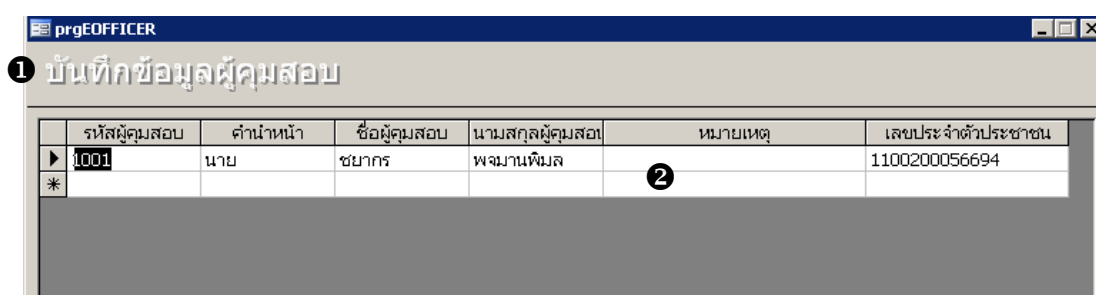 prgEOFFICER
❶ บันทึกข้อมูลผู้คุมสอบ
รหัสผู้คุมสอบ คำนำหน้า ชื่อผู้คุมสอบ นามสกุลผู้คุมสอบ หมายเหตุ เลขประจำตัวประชาชน
1001 นาย ชยากร พจมานพิมล 1100200056694
❷